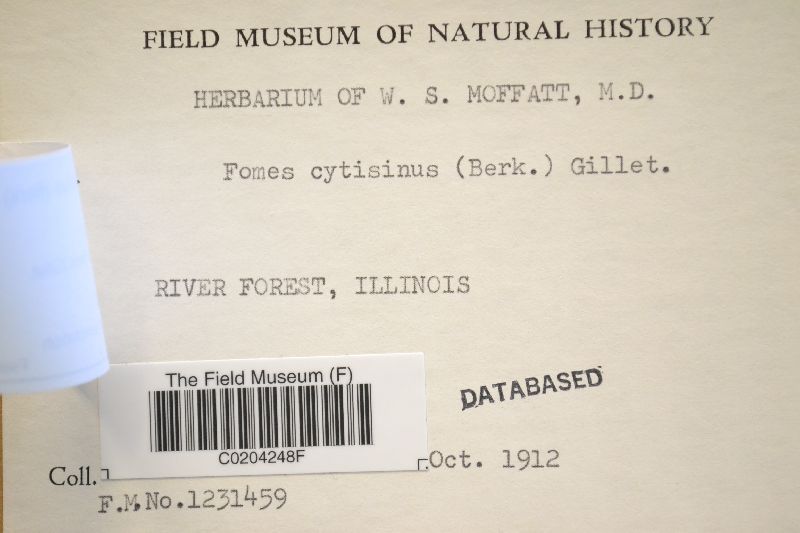 FIELD MUSEUM OF NATURAL HISTORY
HERBARIUM OF W. S. MOFFATT, M.D.
Fomes cytisinus (Berk.) Gillet.
RIVER FOREST, ILLINOIS
The Field Museum (F)
C0204248F
DATABASED
Coll. Oct. 1912
F.M.No.1231459